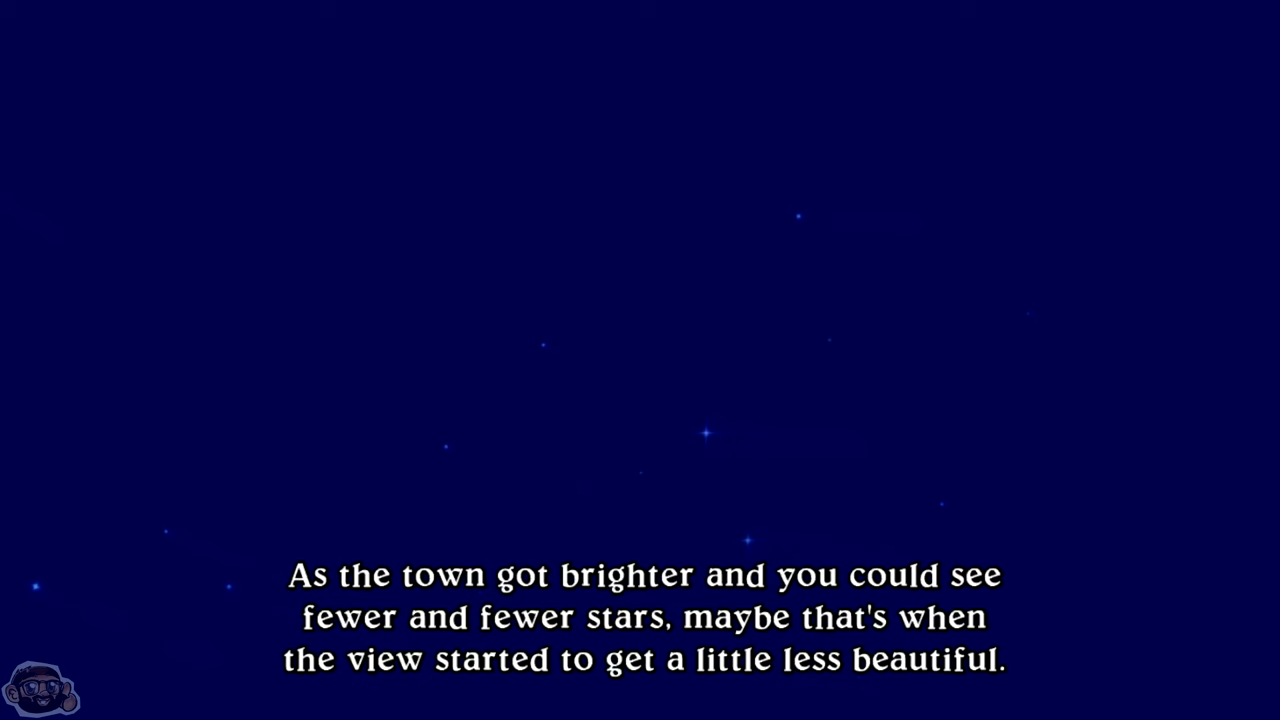 As the town got brighter and you could see
fewer and fewer stars, maybe that's when
the view started to get a little less beautiful.